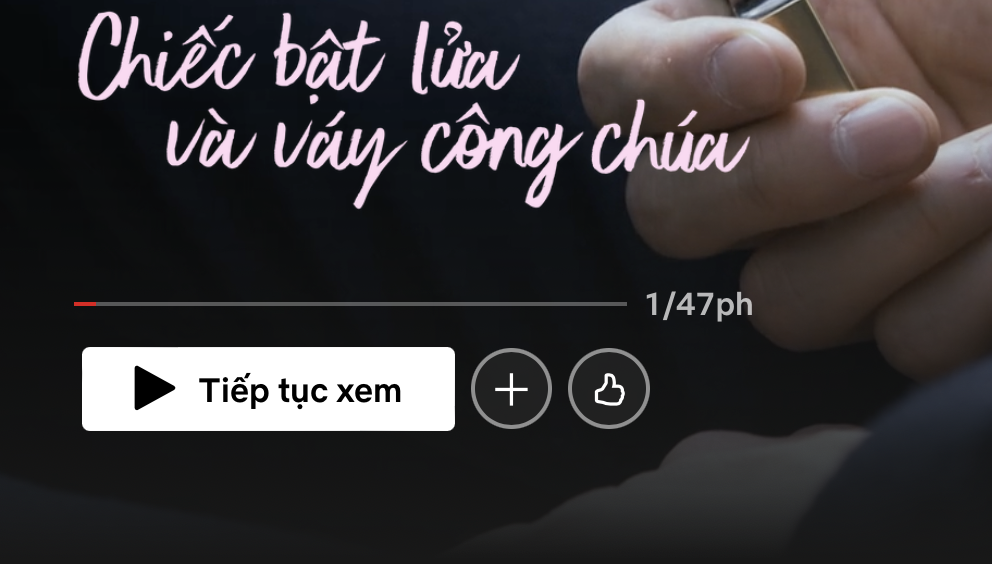 Chiếc bật lửa
và váy công chúa
1/47ph
Tiếp tục xem